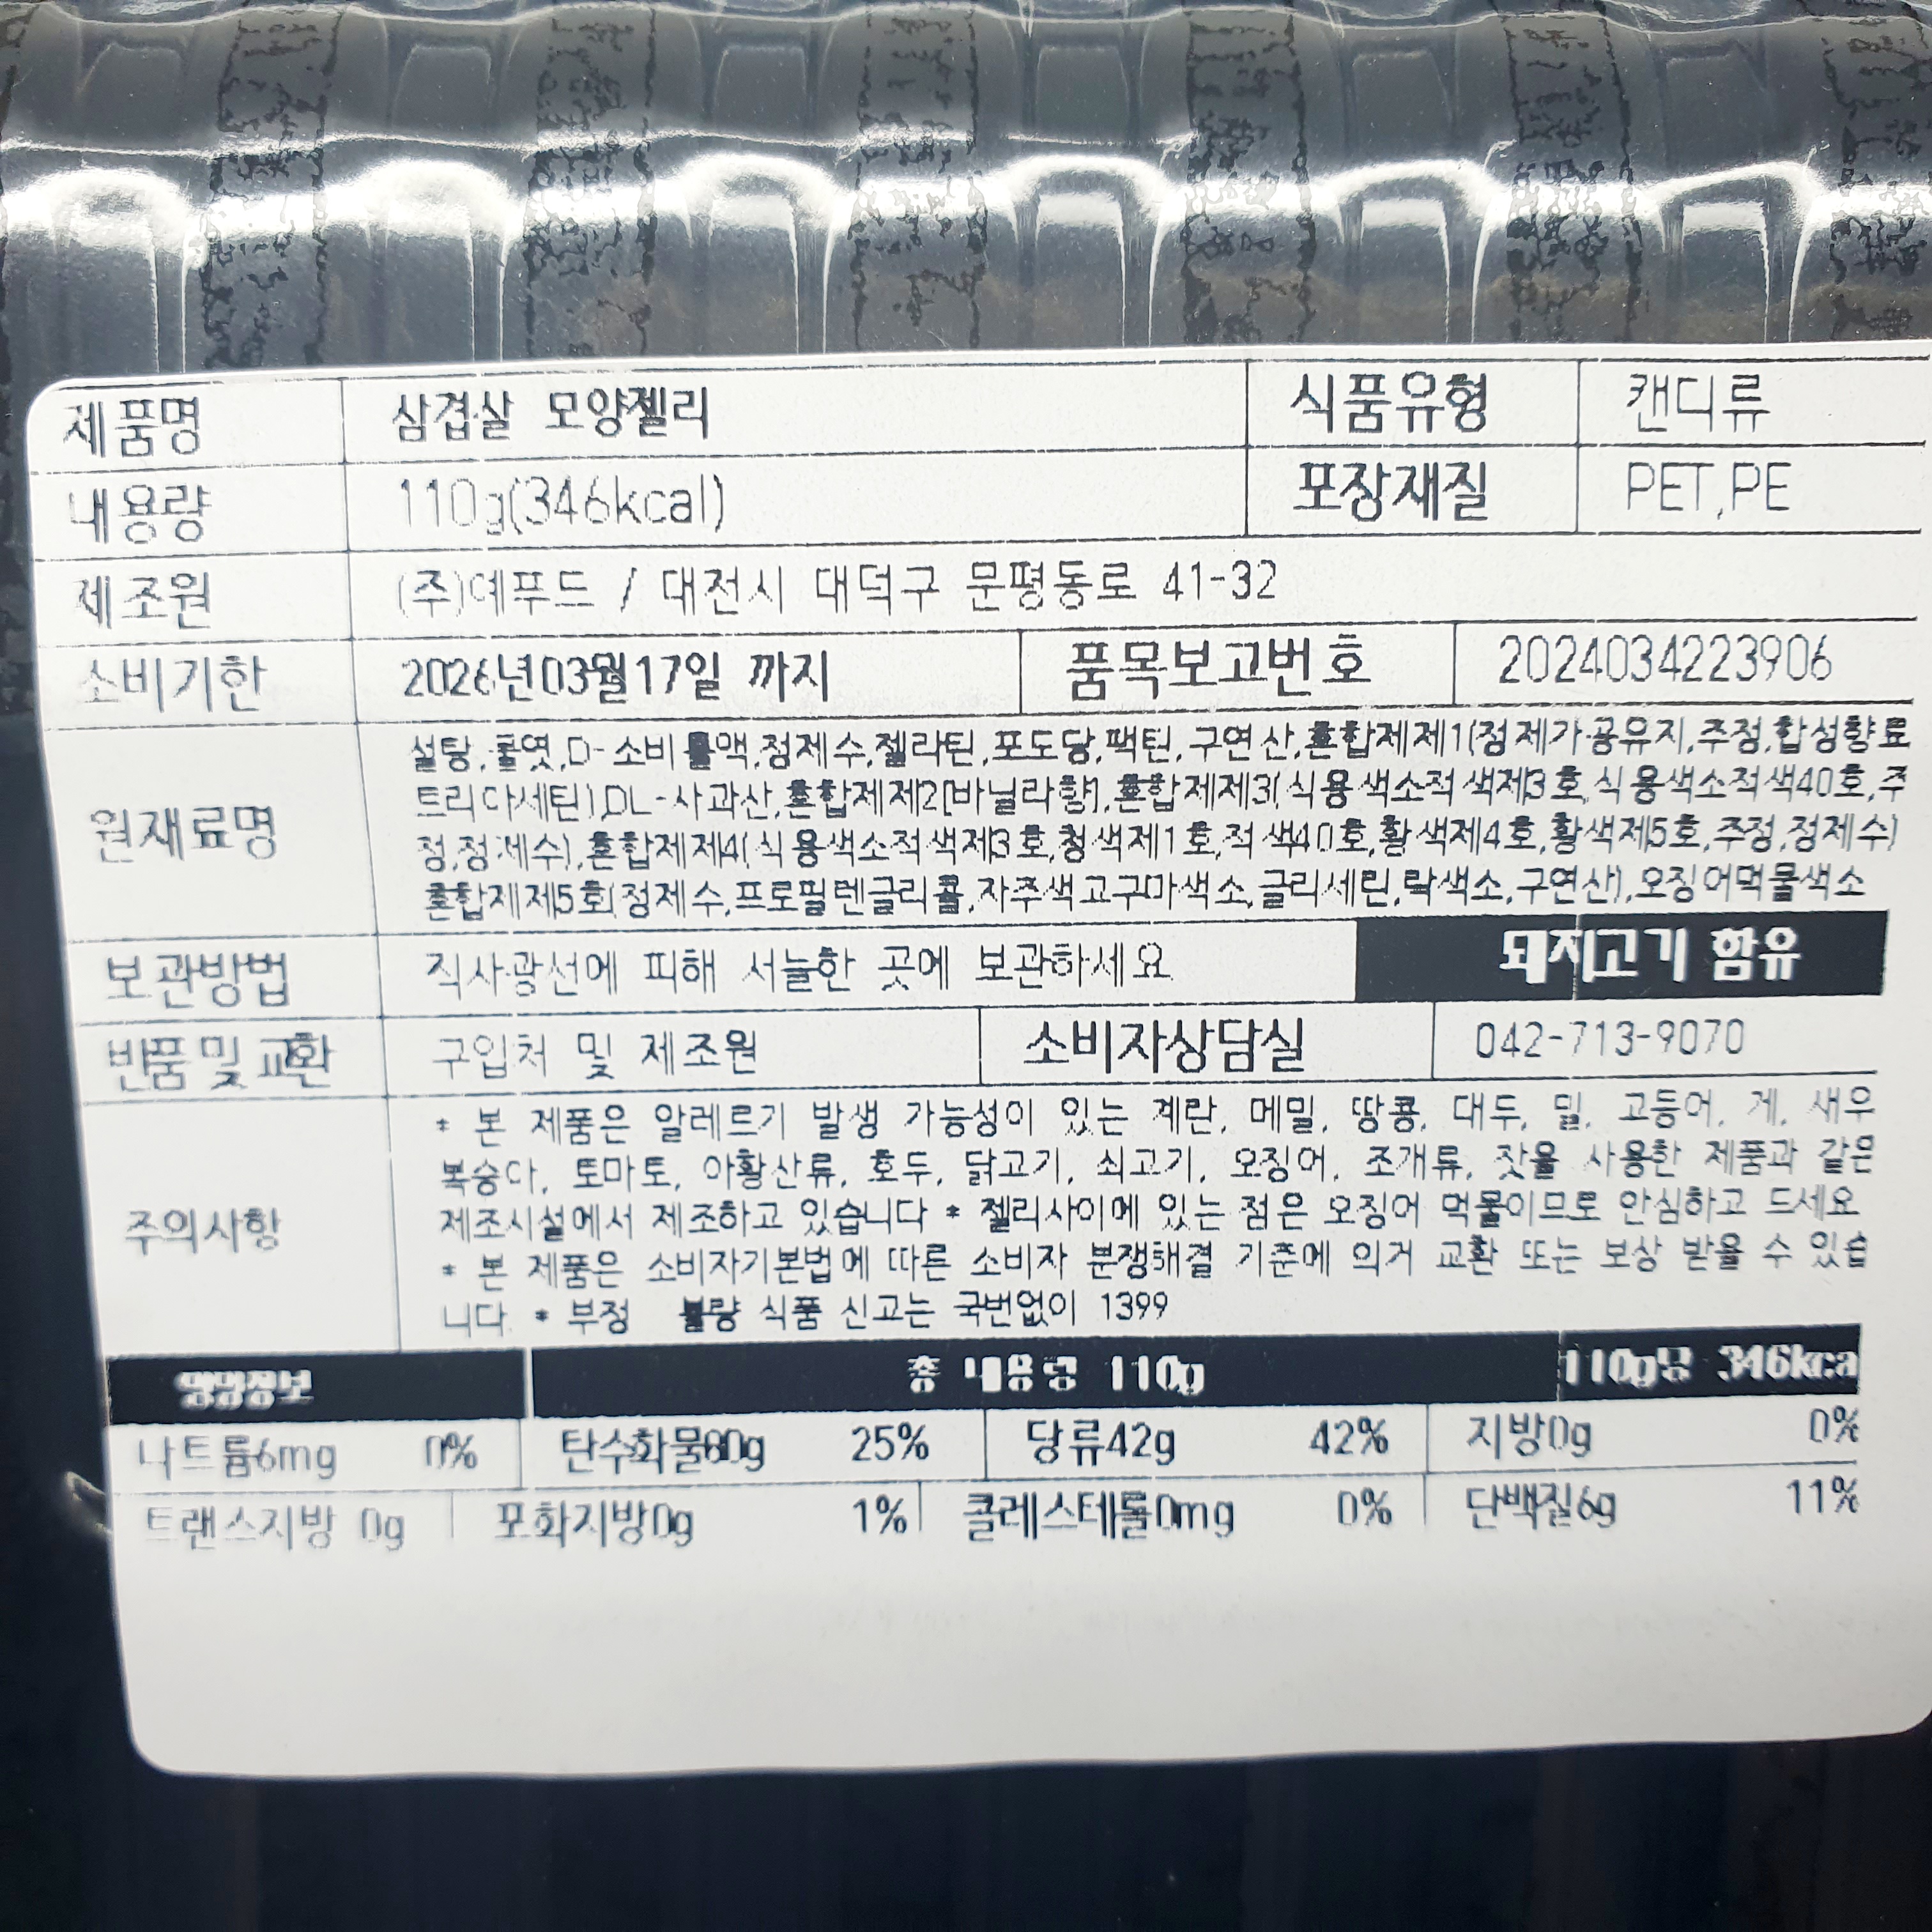 제품명 삼겹살 모양젤리 식품유형 캔디류
내용량 110g(346kcal) 포장재질 PET,PE
제조원 (주)예푸드 / 대전시 대덕구 문평동로 41-32
소비기한 2026년03월17일 까지 품목보고번호 2024034223906
원재료명
설탕,물엿,D-소비톨액,정제수,젤라틴,포도당,팩틴,구연산,혼합제제1(정제가공유지,주정,합성향료
트리아세틴),DL-사과산,혼합제제2[바닐라향],혼합제제3(식용색소적색제3호,식용색소적색40호,주
정,정제수),혼합제제4(식용색소적색제3호,청색제1호,적색40호,황색제4호,황색제5호,주정,정제수)
혼합제제5호(정제수,프로필렌글리콜,자주색고구마색소,글리세린,락색소,구연산),오징어먹물색소
보관방법 직사광선에 피해 서늘한 곳에 보관하세요 돼지고기 함유
반품 및 교환 구입처 및 제조원 소비자상담실 042-713-9070
주의사항
* 본 제품은 알레르기 발생 가능성이 있는 계란, 메밀, 땅콩, 대두, 밀, 고등어, 게, 새우
복숭아, 토마토, 아황산류, 호두, 닭고기, 쇠고기, 오징어, 조개류, 잣을 사용한 제품과 같은
제조시설에서 제조하고 있습니다 * 젤리사이에 있는 점은 오징어 먹물이므로 안심하고 드세요
* 본 제품은 소비자기본법에 따른 소비자 분쟁해결 기준에 의거 교환 또는 보상 받을 수 있습
니다 * 부정 불량 식품 신고는 국번없이 1399
영양정보 총 내용량 110g 110g당 346kca
나트륨6mg 0% 탄수화물80g 25% 당류42g 42% 지방0g 0%
트랜스지방 0g 포화지방0g 1% 콜레스테롤0mg 0% 단백질6g 11%